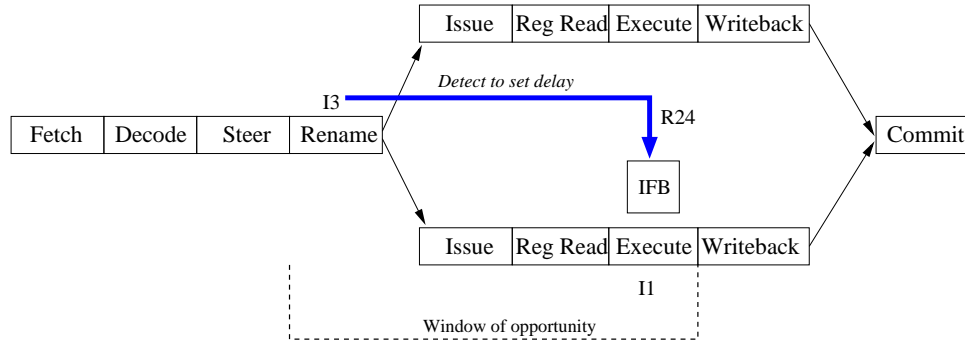 Issue Reg Read Execute Writeback
Detect to set delay
I3
R24
Fetch Decode Steer Rename
Commit
IFB
Issue Reg Read Execute Writeback
I1
Window of opportunity